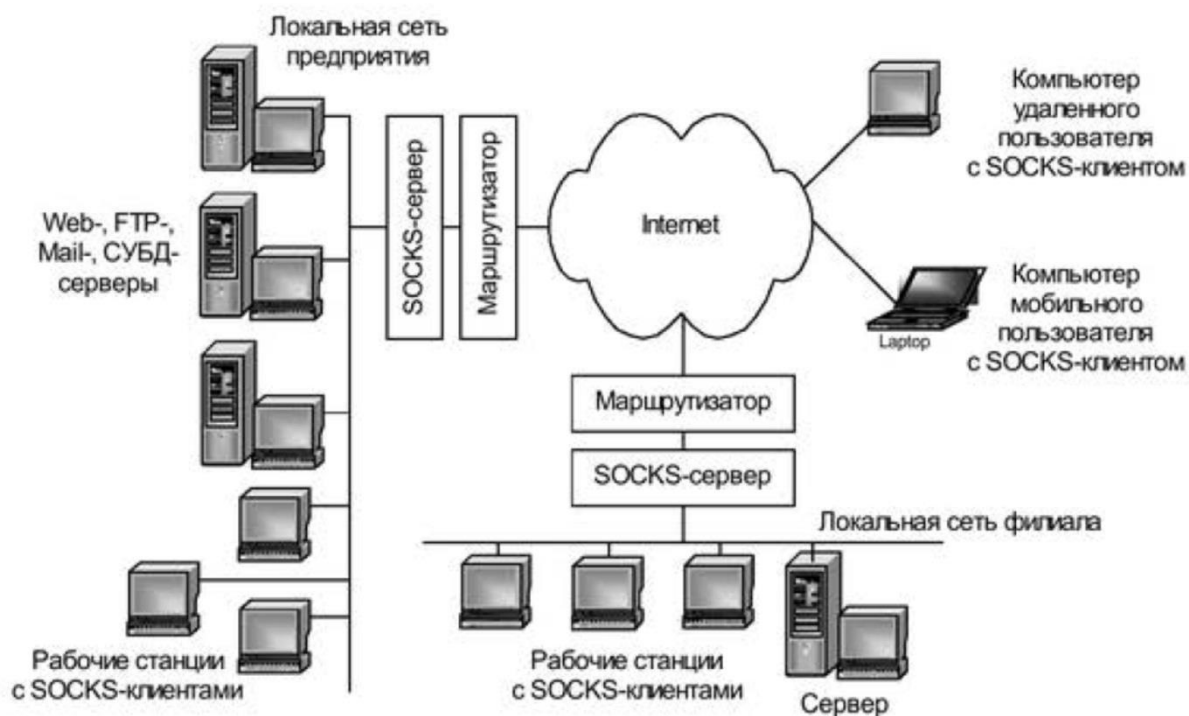 Локальная сеть
предприятия
Web-, FTP-,
Mail-, СУБД-
серверы
SOCKS-сервер
Маршрутизатор
Internet
Компьютер
удаленного
пользователя
с SOCKS-клиентом
Компьютер
мобильного
пользователя
с SOCKS-клиентом
Laptop
Маршрутизатор
SOCKS-сервер
Локальная сеть филиала
Рабочие станции
с SOCKS-клиентами
Рабочие станции
с SOCKS-клиентами
Сервер